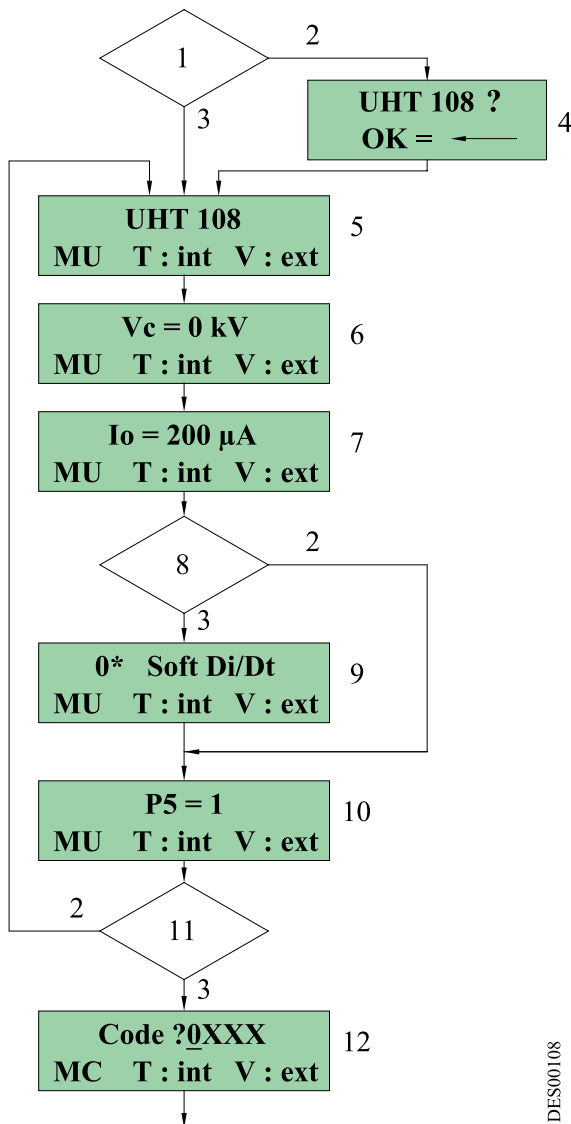 1
2
3
UHT 108 ?
OK =
4
UHT 108
MU T : int V : ext
5
Vc = 0 kV
MU T : int V : ext
6
Io = 200 µA
MU T : int V : ext
7
8
2
3
0* Soft Di/Dt
MU T : int V : ext
9
P5 = 1
MU T : int V : ext
10
11
2
3
Code ?0XXX
MC T : int V : ext
12
DES00108